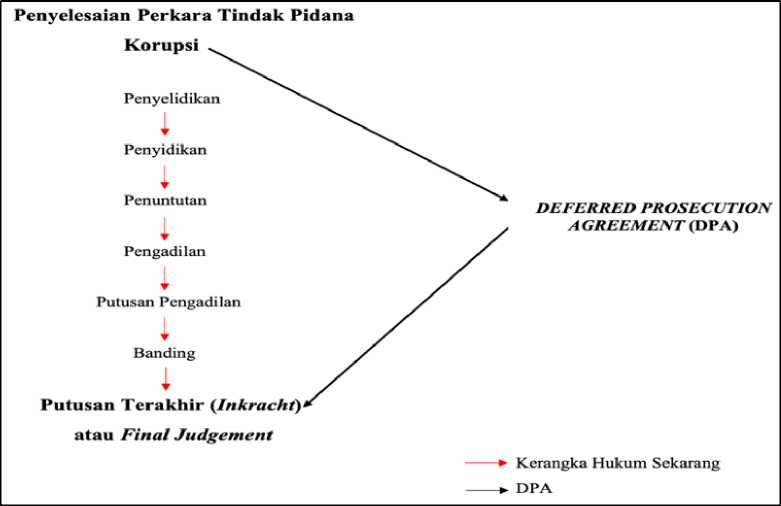 Penyelesaian Perkara Tindak Pidana
Korupsi
Penyelidikan
Penyidikan
Penuntutan
Pengadilan
Putusan Pengadilan
Banding
Putusan Terakhir (Inkracht)
atau Final Judgement
DEFERRED PROSECUTION
AGREEMENT (DPA)
Kerangka Hukum Sekarang
DPA